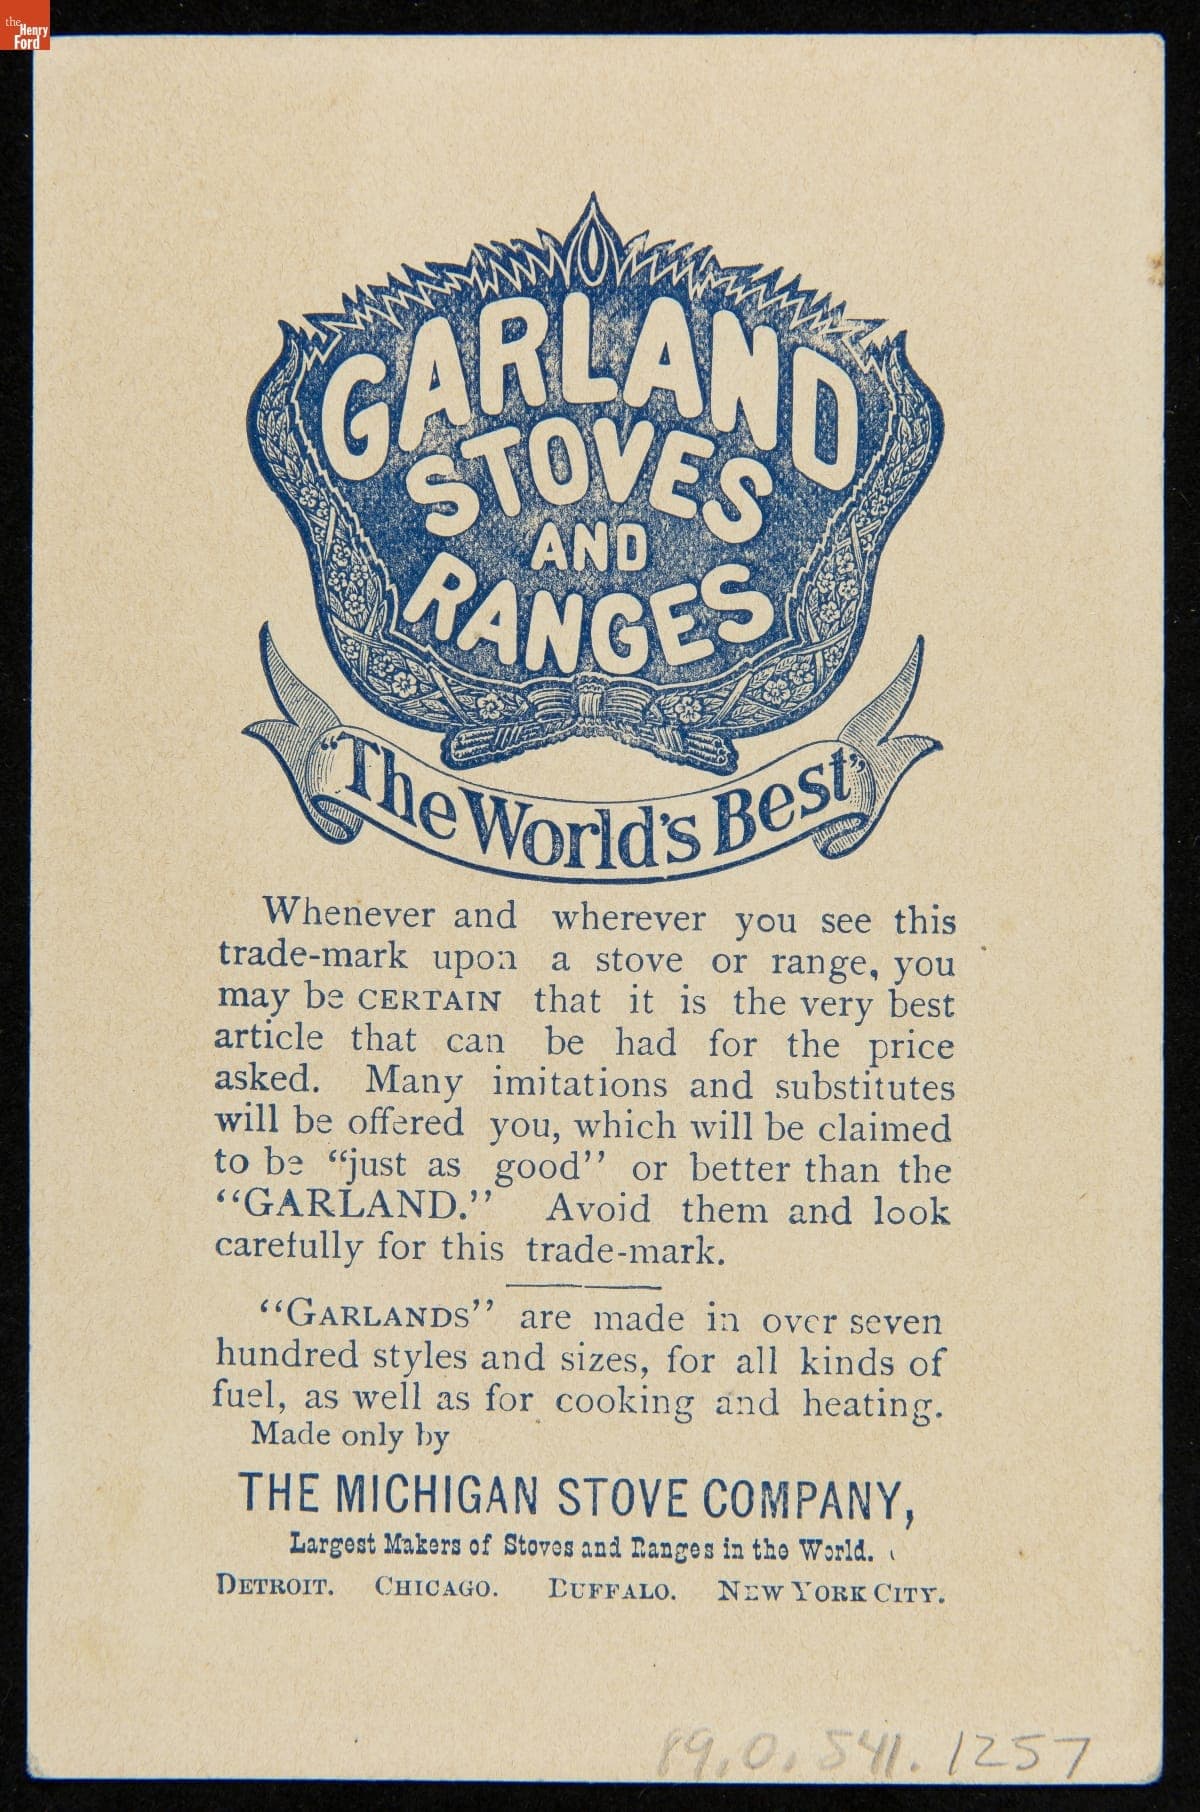 the
Henry
Ford
GARLAND
STOVES
AND
RANGES
"The World's Best"
Whenever and wherever you see this
trade-mark upon a stove or range, you
may be CERTAIN that it is the very best
article that can be had for the price
asked. Many imitations and substitutes
will be offered you, which will be claimed
to be "just as good" or better than the
"GARLAND." Avoid them and look
carefully for this trade-mark.
"GARLANDS" are made in over seven
hundred styles and sizes, for all kinds of
fuel, as well as for cooking and heating.
Made only by
THE MICHIGAN STOVE COMPANY,
Largest Makers of Stoves and Ranges in the World.
DETROIT. CHICAGO. BUFFALO. NEW YORK CITY.
89.0.541.1257